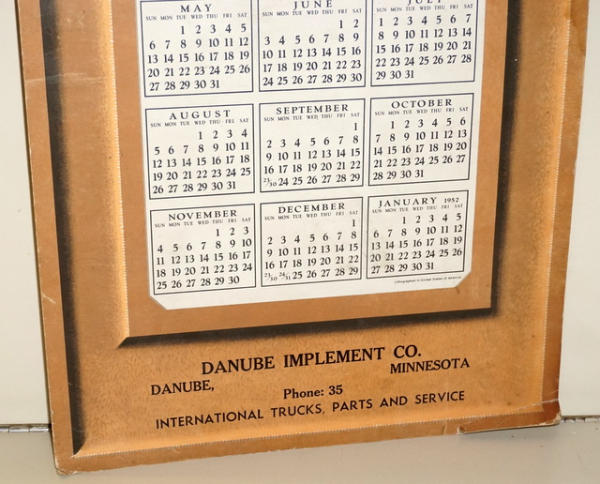 MAY
SUN MON TUE WED THU FRI SAT
1 2 3 4 5
6 7 8 9 10 11 12
13 14 15 16 17 18 19
20 21 22 23 24 25 26
27 28 29 30 31
JUNE
SUN MON TUE WED THU FRI SAT
1 2
3 4 5 6 7 8 9
10 11 12 13 14 15 16
17 18 19 20 21 22 23
24 25 26 27 28 29 30
JULY
SUN MON TUE WED THU FRI SAT
1 2 3 4 5 6 7
8 9 10 11 12 13 14
15 16 17 18 19 20 21
22 23 24 25 26 27 28
29 30 31
AUGUST
SUN MON TUE WED THU FRI SAT
1 2 3 4
5 6 7 8 9 10 11
12 13 14 15 16 17 18
19 20 21 22 23 24 25
26 27 28 29 30 31
SEPTEMBER
SUN MON TUE WED THU FRI SAT
1
2 3 4 5 6 7 8
9 10 11 12 13 14 15
16 17 18 19 20 21 22
23/30 24 25 26 27 28 29
OCTOBER
SUN MON TUE WED THU FRI SAT
1 2 3 4 5 6
7 8 9 10 11 12 13
14 15 16 17 18 19 20
21 22 23 24 25 26 27
28 29 30 31
NOVEMBER
SUN MON TUE WED THU FRI SAT
1 2 3
4 5 6 7 8 9 10
11 12 13 14 15 16 17
18 19 20 21 22 23 24
25 26 27 28 29 30
DECEMBER
SUN MON TUE WED THU FRI SAT
1
2 3 4 5 6 7 8
9 10 11 12 13 14 15
16 17 18 19 20 21 22
23/30 24/31 25 26 27 28 29
JANUARY 1952
SUN MON TUE WED THU FRI SAT
1 2 3 4 5
6 7 8 9 10 11 12
13 14 15 16 17 18 19
20 21 22 23 24 25 26
27 28 29 30 31
Lithographed in United States of America
DANUBE IMPLEMENT CO.
DANUBE, MINNESOTA
Phone: 35
INTERNATIONAL TRUCKS, PARTS AND SERVICE